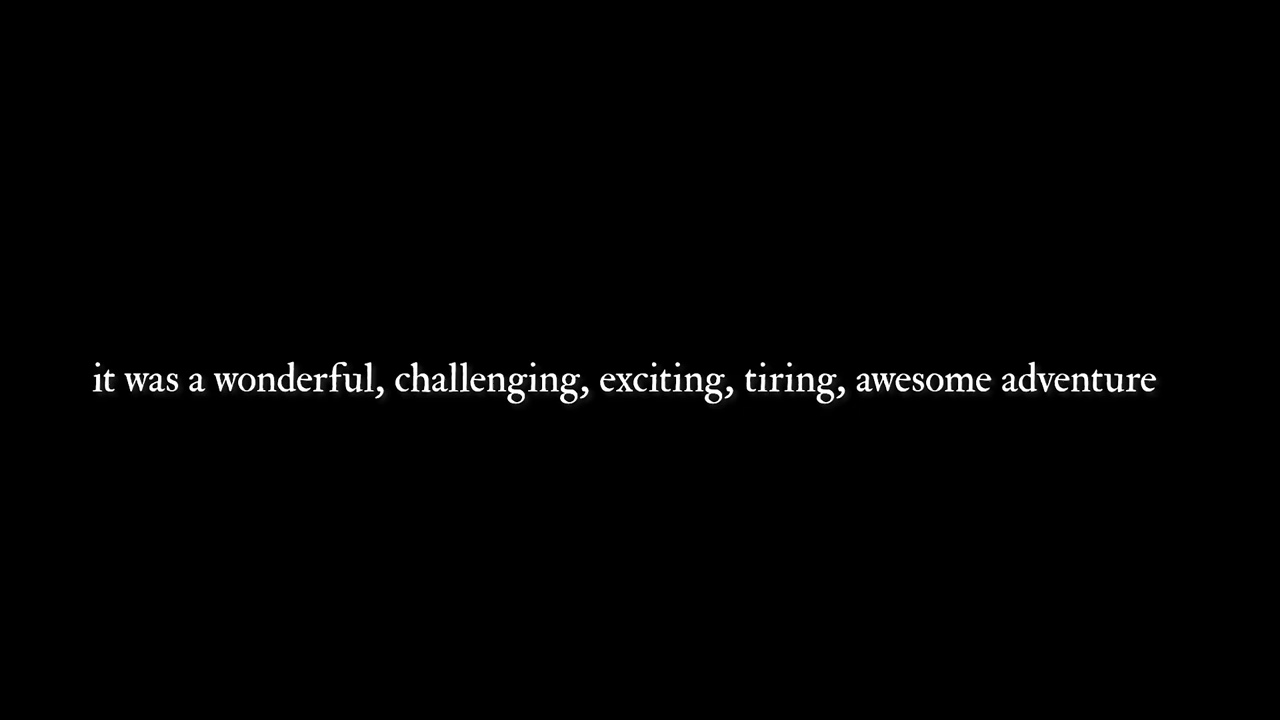 it was a wonderful, challenging, exciting, tiring, awesome adventure